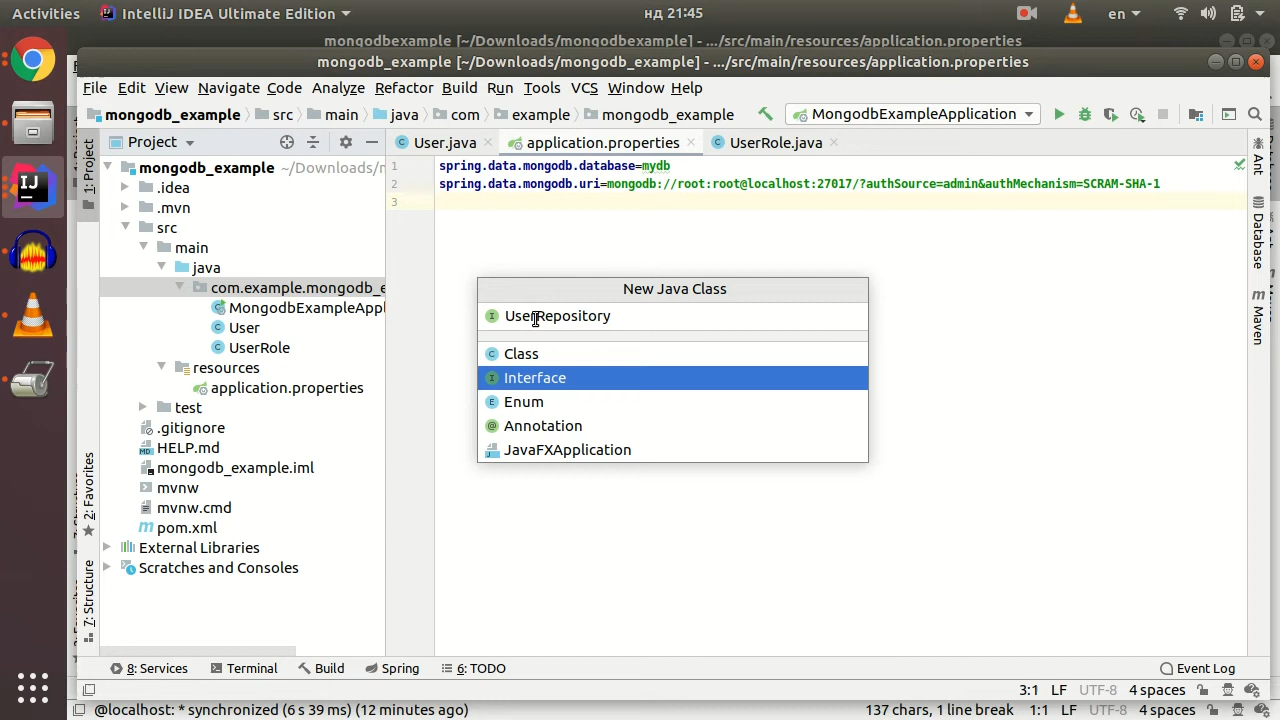 Activities IntelliJ IDEA Ultimate Edition нд 21:45 en
mongodbexample [~/Downloads/mongodbexample] - .../src/main/resources/application.properties
mongodb_example [~/Downloads/mongodb_example] - .../src/main/resources/application.properties
File Edit View Navigate Code Analyze Refactor Build Run Tools VCS Window Help
mongodb_example src main java com example mongodb_example MongodbExampleApplication
1: Project Project User.java application.properties UserRole.java Ant
mongodb_example ~/Downloads/m
1 spring.data.mongodb.database=mydb
2 spring.data.mongodb.uri=mongodb://root:root@localhost:27017/?authSource=admin&authMechanism=SCRAM-SHA-1
3
.idea
.mvn
src
main
java
com.example.mongodb_e
MongodbExampleAppl
User
UserRole
resources
application.properties
test
.gitignore
HELP.md
mongodb_example.iml
mvnw
mvnw.cmd
pom.xml
External Libraries
Scratches and Consoles
New Java Class
UserRepository
Class
Interface
Enum
Annotation
JavaFXApplication
Database
Maven
2: Favorites
7: Structure
8: Services Terminal Build Spring 6: TODO Event Log
3:1 LF UTF-8 4 spaces
@localhost: * synchronized (6 s 39 ms) (12 minutes ago) 137 chars, 1 line break 1:1 LF UTF-8 4 spaces